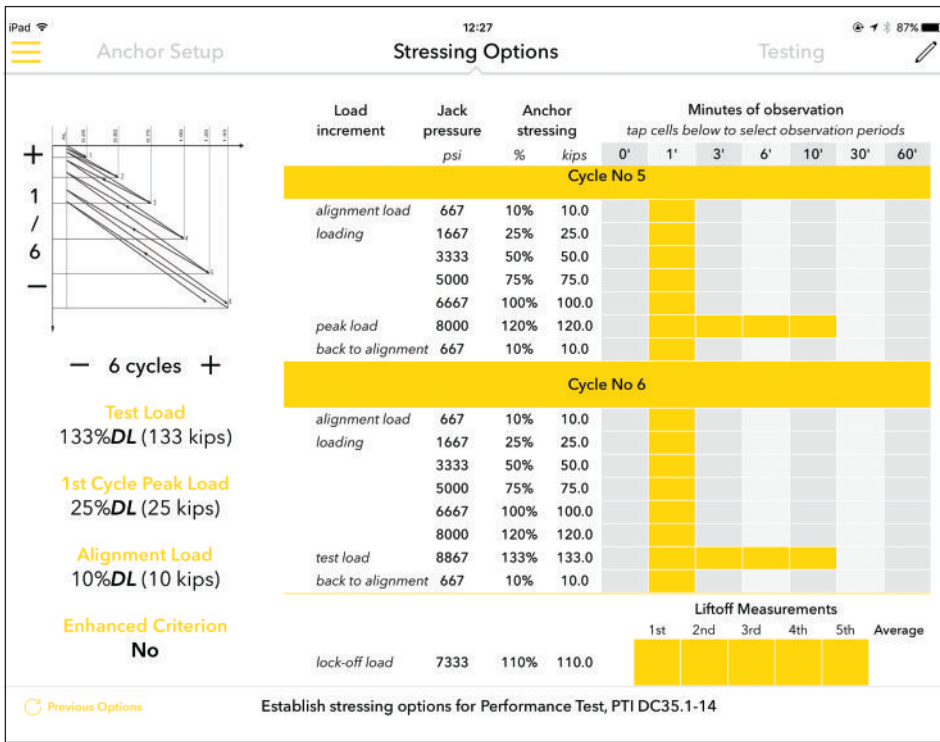 iPad 12:27 87%
Anchor Setup Stressing Options Testing
Load increment Jack pressure Anchor stressing Minutes of observation
tap cells below to select observation periods
psi % kips 0' 1' 3' 6' 10' 30' 60'
Cycle No 5
alignment load 667 10% 10.0
loading 1667 25% 25.0
3333 50% 50.0
5000 75% 75.0
6667 100% 100.0
peak load 8000 120% 120.0
back to alignment 667 10% 10.0
Cycle No 6
alignment load 667 10% 10.0
loading 1667 25% 25.0
3333 50% 50.0
5000 75% 75.0
6667 100% 100.0
8000 120% 120.0
test load 8867 133% 133.0
back to alignment 667 10% 10.0
Liftoff Measurements
1st 2nd 3rd 4th 5th Average
lock-off load 7333 110% 110.0
+
1
/
6
−
− 6 cycles +
Test Load
133%DL (133 kips)
1st Cycle Peak Load
25%DL (25 kips)
Alignment Load
10%DL (10 kips)
Enhanced Criterion
No
Previous Options
Establish stressing options for Performance Test, PTI DC35.1-14